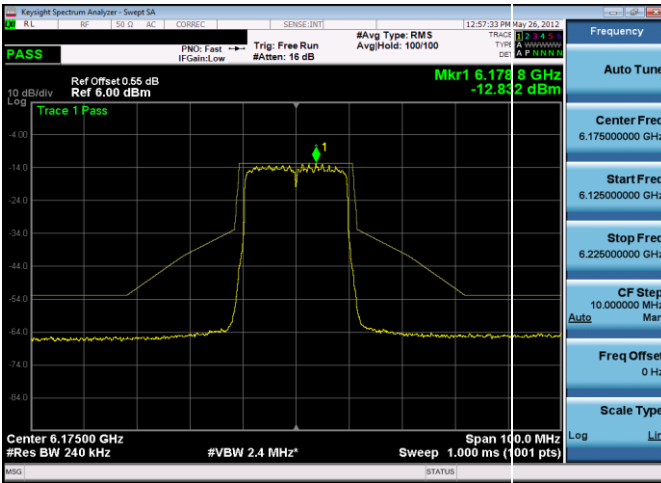 Keysight Spectrum Analyzer - Swept SA
RL RF 50 Ω AC CORREC SENSE:INT 12:57:33 PM May 26, 2012
#Avg Type: RMS TRACE 1 2 3 4 5 6
PASS PNO: Fast Trig: Free Run Avg|Hold: 100/100 TYPE A WWWWW
IFGain:Low #Atten: 16 dB DET A P N N N N
Mkr1 6.178 8 GHz
Ref Offset 0.55 dB
10 dB/div Ref 6.00 dBm -12.832 dBm
Log
Trace 1 Pass
1
-4.00
-14.0
-24.0
-34.0
-44.0
-54.0
-64.0
-74.0
-84.0
Center 6.17500 GHz Span 100.0 MHz
#Res BW 240 kHz #VBW 2.4 MHz* Sweep 1.000 ms (1001 pts)
MSG STATUS
Frequency
Auto Tune
Center Freq
6.175000000 GHz
Start Freq
6.125000000 GHz
Stop Freq
6.225000000 GHz
CF Step
10.000000 MHz
Auto Man
Freq Offset
0 Hz
Scale Type
Log Lin